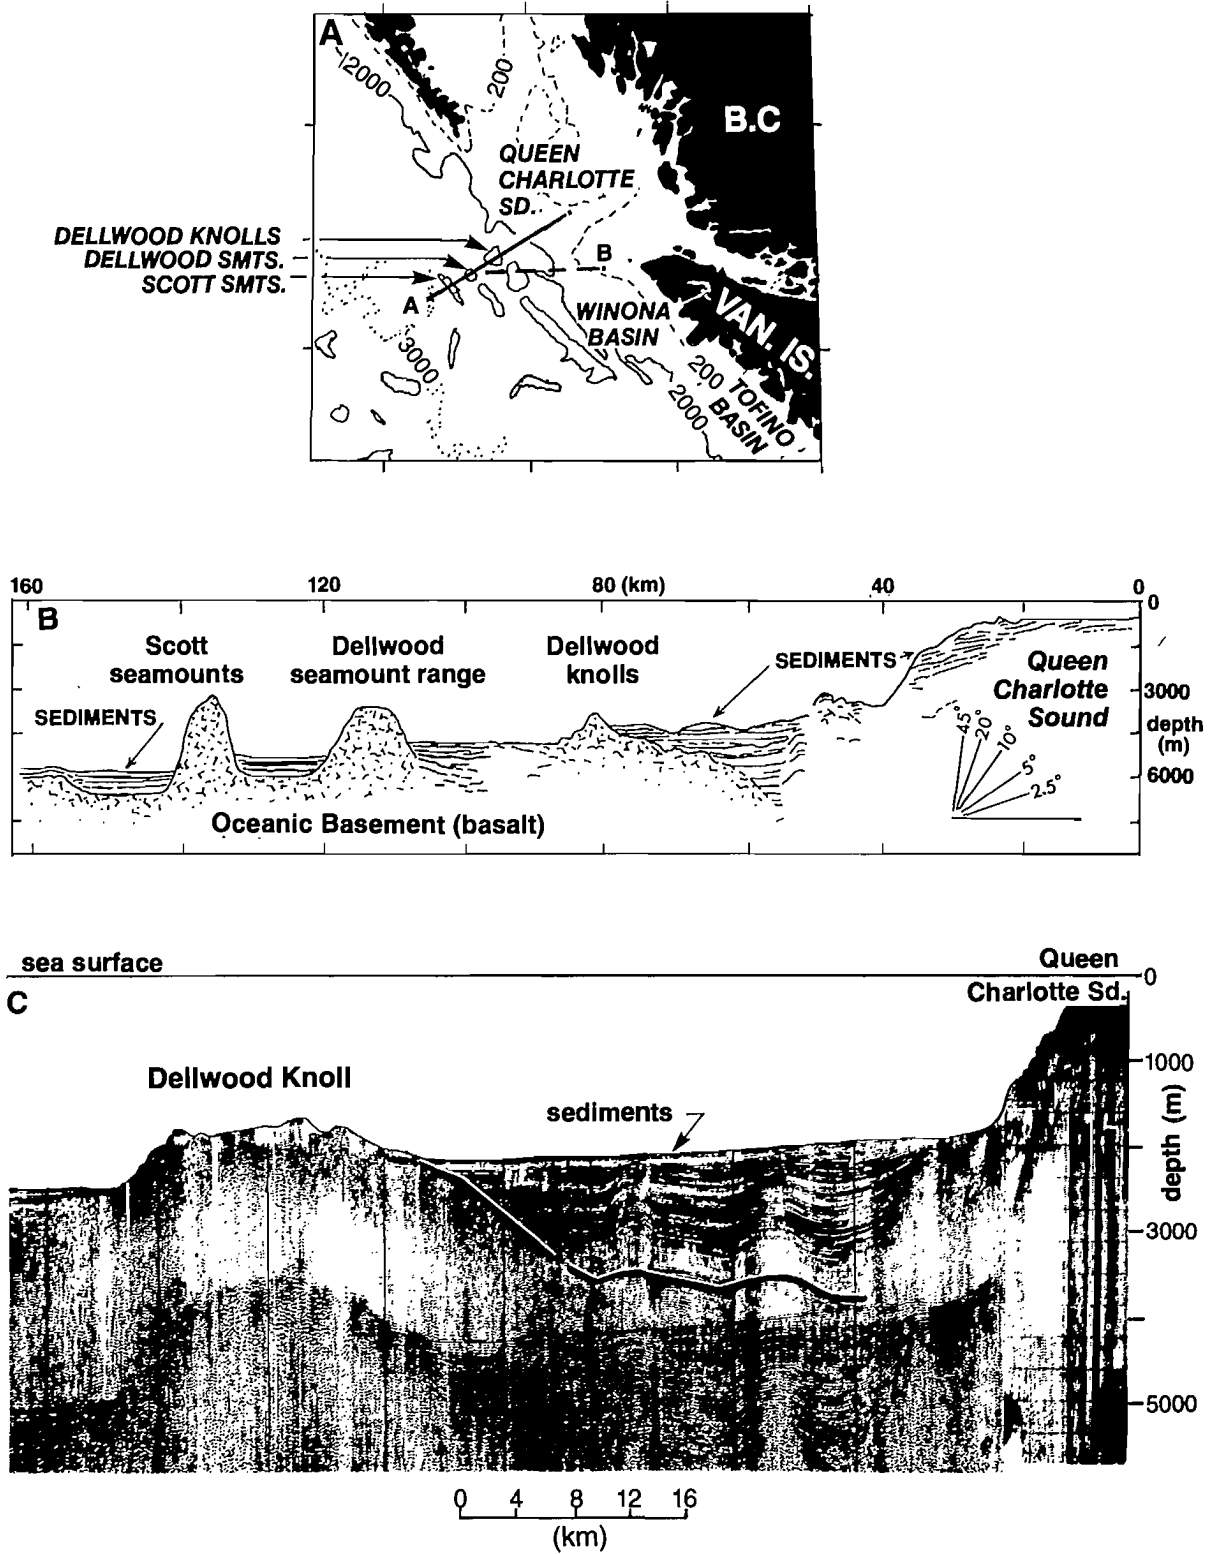 A
2000
200
B.C
QUEEN
CHARLOTTE
SD.
DELLWOOD KNOLLS
DELLWOOD SMTS.
SCOTT SMTS.
B
A
WINONA
BASIN
VAN. IS.
3000
200
TOFINO
BASIN
2000
160
120
80 (km)
40
0
0
B
Scott
seamounts
Dellwood
seamount range
Dellwood
knolls
SEDIMENTS
SEDIMENTS
Queen
Charlotte
Sound
3000
depth
(m)
6000
45°
20°
10°
5°
2.5°
Oceanic Basement (basalt)
sea surface
Queen
0
Charlotte Sd.
C
Dellwood Knoll
sediments
1000
depth (m)
3000
5000
0 4 8 12 16
(km)